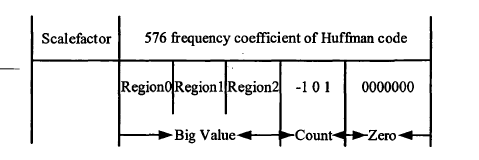 Scalefactor 576 frequency coefficient of Huffman code
Region0 Region1 Region2 -1 0 1 0000000
Big Value Count Zero